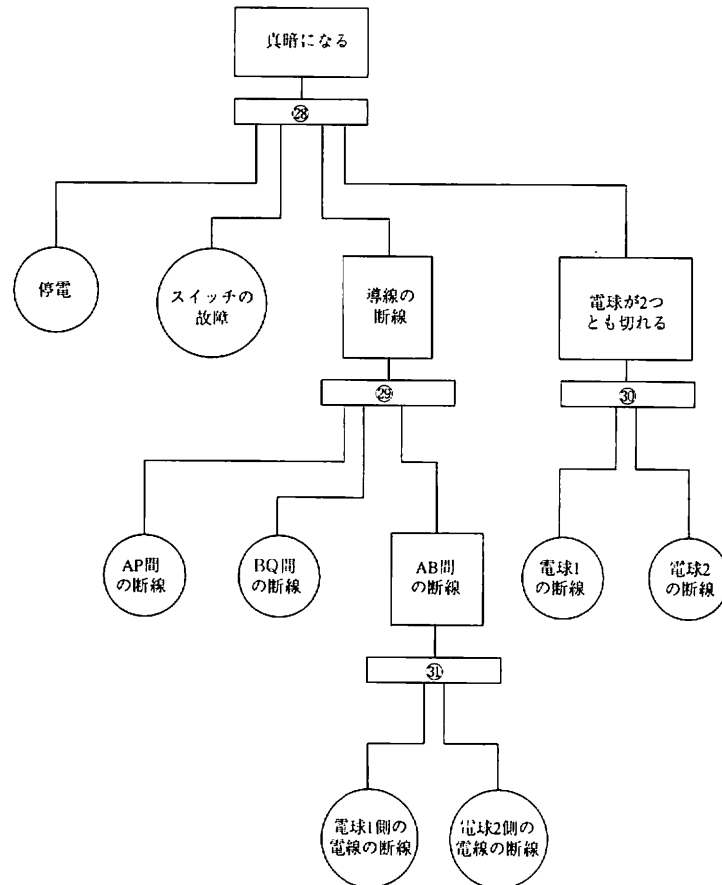 真暗になる
㉘
停電
スイッチの
故障
導線の
断線
電球が2つ
とも切れる
㉙
㉚
AP間
の断線
BQ間
の断線
AB間
の断線
電球1
の断線
電球2
の断線
㉛
電球1側の
電線の断線
電球2側の
電線の断線